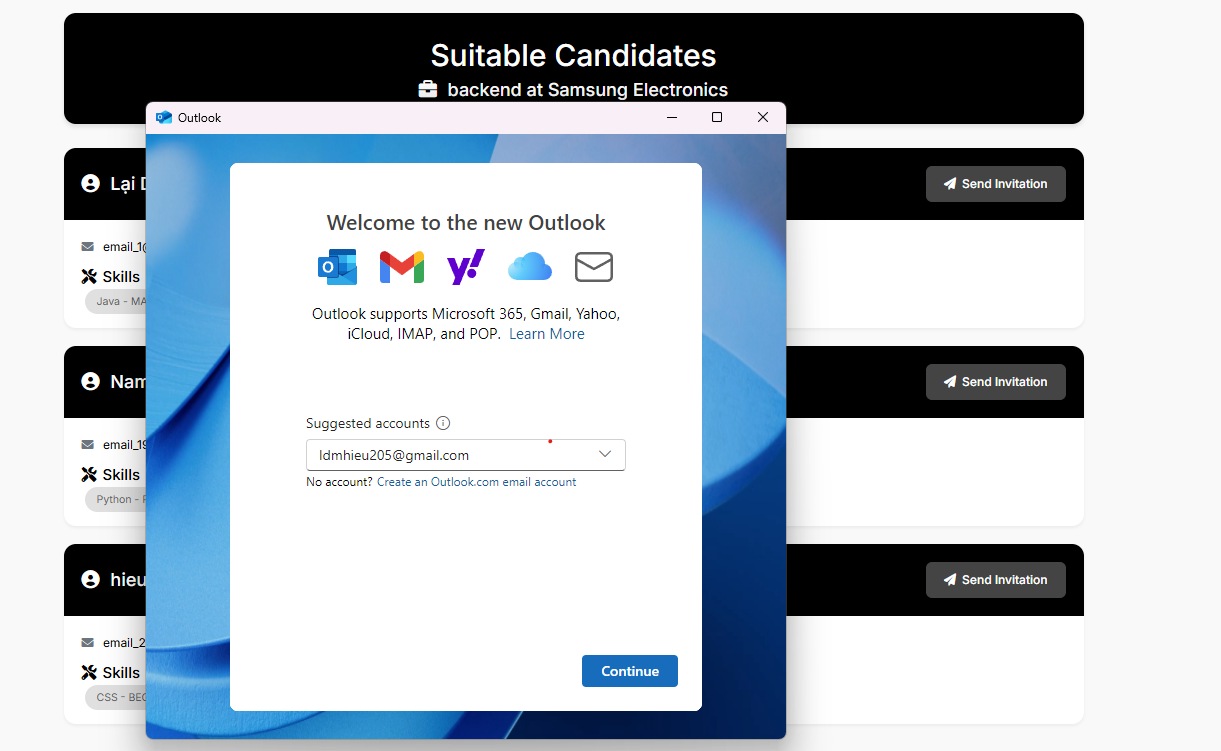 Suitable Candidates
backend at Samsung Electronics
Outlook
Lại
Send Invitation
Welcome to the new Outlook
email_1@
Skills
Java - MA
Outlook supports Microsoft 365, Gmail, Yahoo,
iCloud, IMAP, and POP. Learn More
Nam
Send Invitation
Suggested accounts
email_19
ldmhieu205@gmail.com
Skills
No account? Create an Outlook.com email account
Python -
hieu
Send Invitation
email_2
Skills
Continue
CSS - BEG